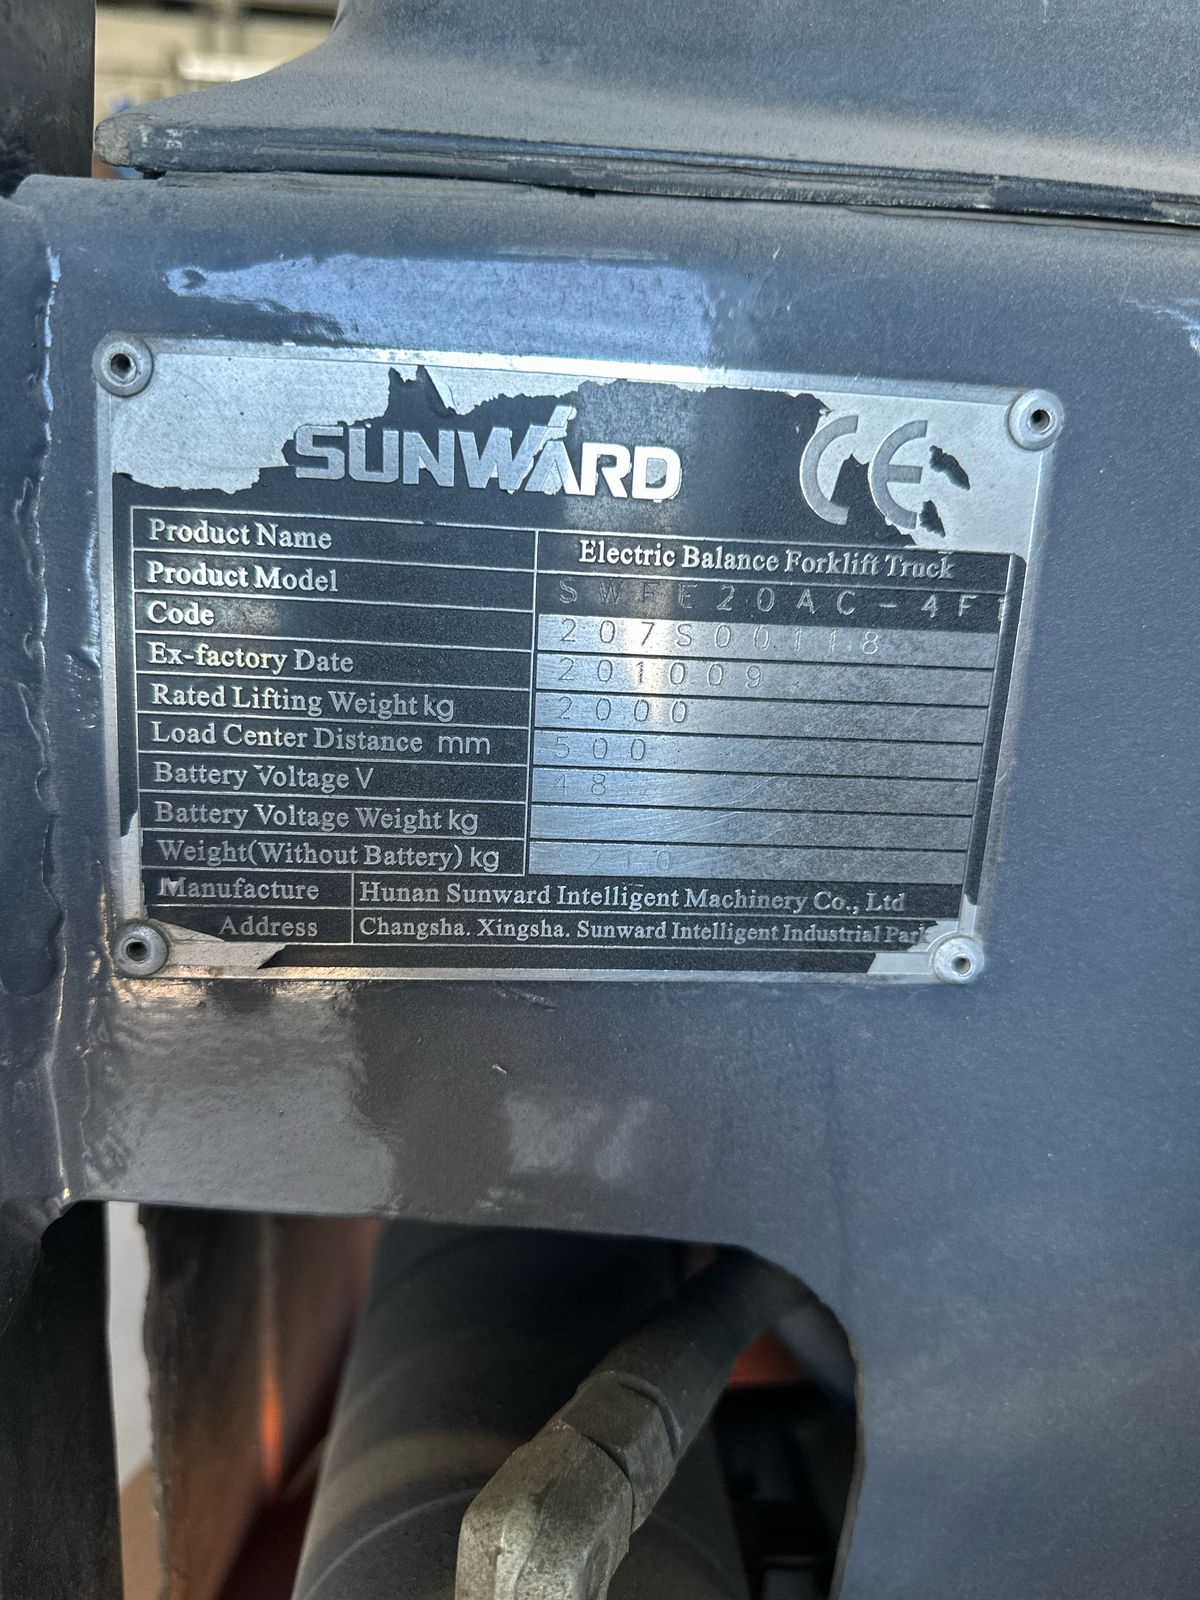 SUNWARD CE
Product Name Electric Balance Forklift Truck
Product Model SWFE20AC-4F
Code 207S00118
Ex-factory Date 201009
Rated Lifting Weight kg 2000
Load Center Distance mm 500
Battery Voltage V 48
Battery Voltage Weight kg
Weight(Without Battery) kg
Manufacture Hunan Sunward Intelligent Machinery Co., Ltd
Address Changsha. Xingsha. Sunward Intelligent Industrial Park